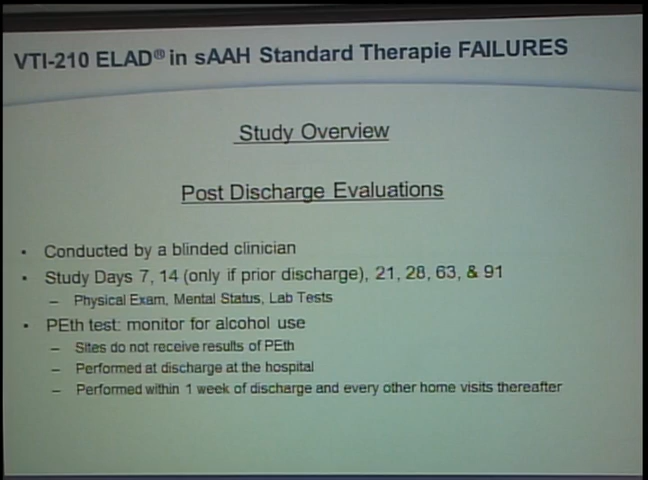 VTI-210 ELAD® in sAAH Standard Therapie FAILURES
Study Overview
Post Discharge Evaluations
• Conducted by a blinded clinician
• Study Days 7, 14 (only if prior discharge), 21, 28, 63, & 91
– Physical Exam, Mental Status, Lab Tests
• PEth test: monitor for alcohol use
– Sites do not receive results of PEth
– Performed at discharge at the hospital
– Performed within 1 week of discharge and every other home visits thereafter